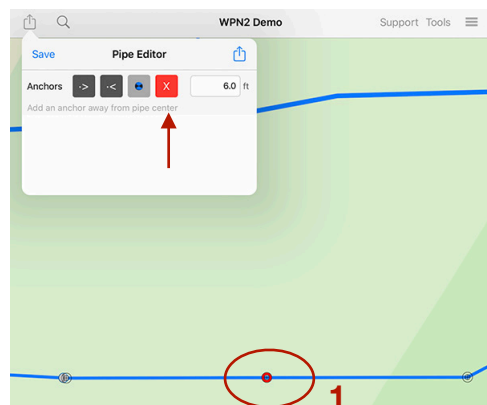 WPN2 Demo Support Tools
Save Pipe Editor
Anchors ·> ·< X 6.0 ft
Add an anchor away from pipe center
1